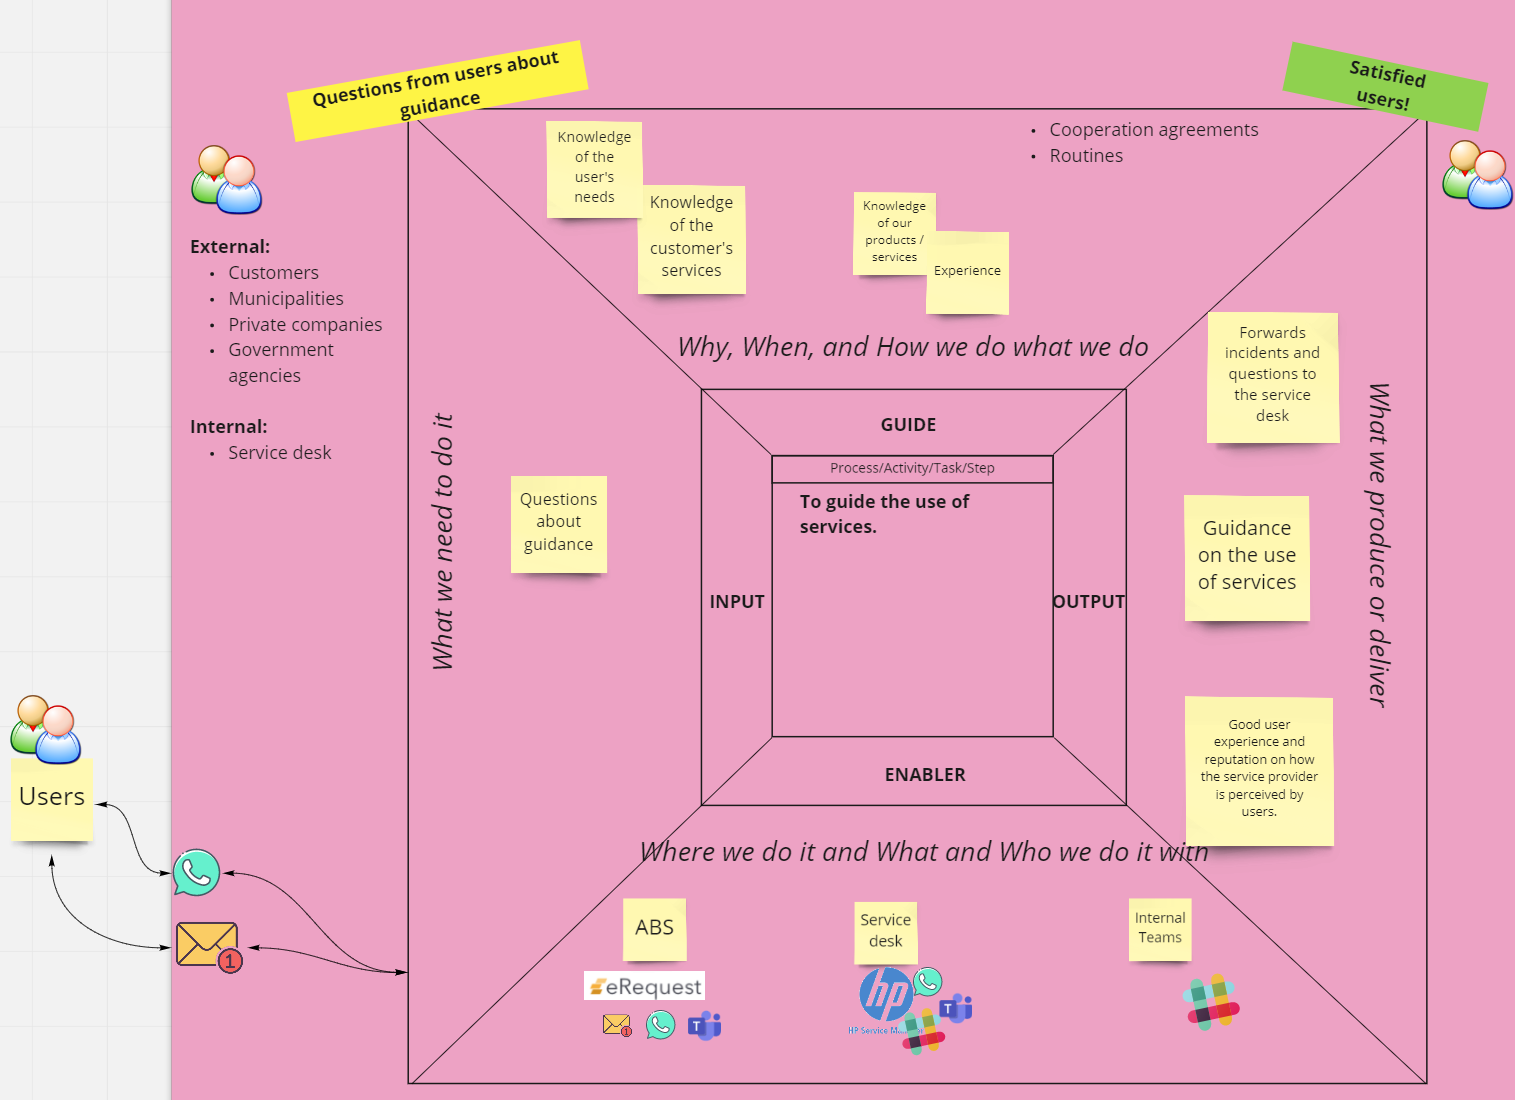 Questions from users about
guidance
Satisfied
users!
Knowledge
of the
user's
needs
Knowledge
of the
customer's
services
Knowledge
of our
products /
services
Experience
• Cooperation agreements
• Routines
External:
• Customers
• Municipalities
• Private companies
• Government
agencies
Internal:
• Service desk
Why, When, and How we do what we do
Forwards
incidents and
questions to
the service
desk
What we need to do it
What we produce or deliver
GUIDE
Process/Activity/Task/Step
To guide the use of
services.
Questions
about
guidance
Guidance
on the use
of services
INPUT
OUTPUT
ENABLER
Good user
experience and
reputation on how
the service provider
is perceived by
users.
Users
1
Where we do it and What and Who we do it with
ABS
eRequest
1
T
Service
desk
hp
HP Service
T
Internal
Teams